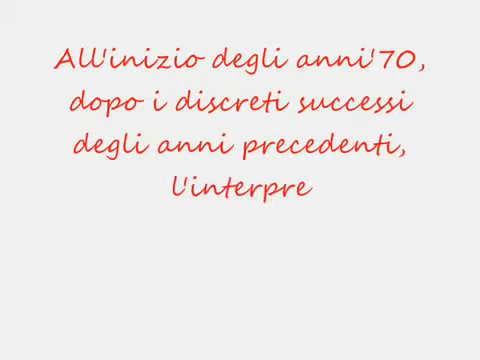 All'inizio degli anni'70,
dopo i discreti successi
degli anni precedenti,
l'interpre